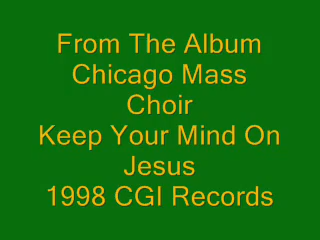 From The Album
Chicago Mass
Choir
Keep Your Mind On
Jesus
1998 CGI Records